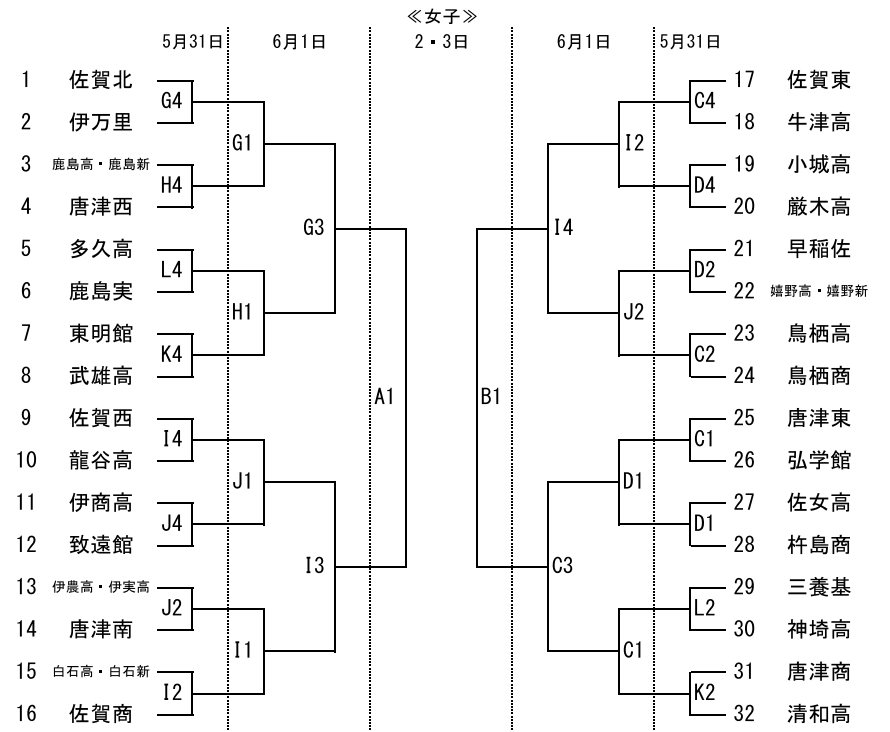 ≪女子≫
5月31日 6月1日 2・3日 6月1日 5月31日
1 佐賀北 17 佐賀東
G4 C4
2 伊万里 18 牛津高
G1 I2
3 鹿島高・鹿島新 19 小城高
H4 D4
4 唐津西 20 厳木高
G3 I4
5 多久高 21 早稲佐
L4 D2
6 鹿島実 22 嬉野高・嬉野新
H1 J2
7 東明館 23 鳥栖高
K4 C2
8 武雄高 24 鳥栖商
A1 B1
9 佐賀西 25 唐津東
I4 C1
10 龍谷高 26 弘学館
J1 D1
11 伊商高 27 佐女高
J4 D1
12 致遠館 28 杵島商
I3 C3
13 伊農高・伊実高 29 三養基
J2 L2
14 唐津南 30 神埼高
I1 C1
15 白石高・白石新 31 唐津商
I2 K2
16 佐賀商 32 清和高